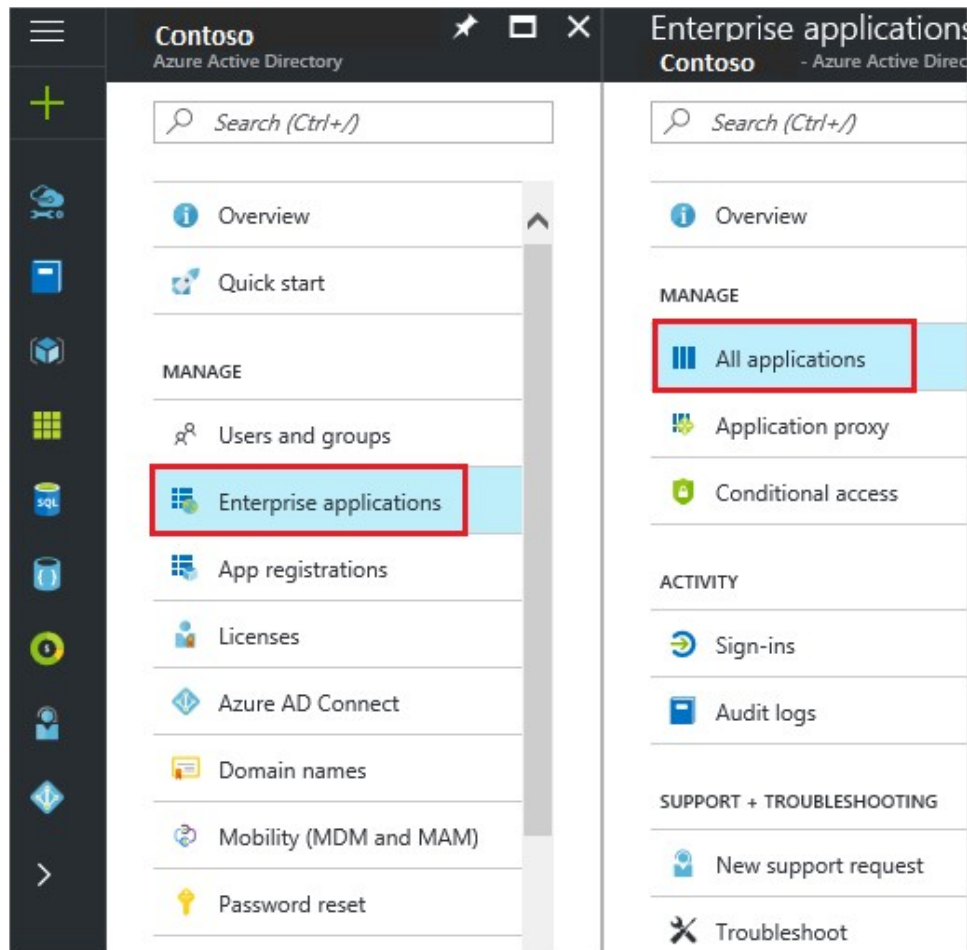 Contoso
Azure Active Directory
Search (Ctrl+/)
Overview
Quick start
MANAGE
Users and groups
Enterprise applications
App registrations
Licenses
Azure AD Connect
Domain names
Mobility (MDM and MAM)
Password reset
Enterprise applications
Contoso - Azure Active Direc
Search (Ctrl+/)
Overview
MANAGE
All applications
Application proxy
Conditional access
ACTIVITY
Sign-ins
Audit logs
SUPPORT + TROUBLESHOOTING
New support request
Troubleshoot
SQL